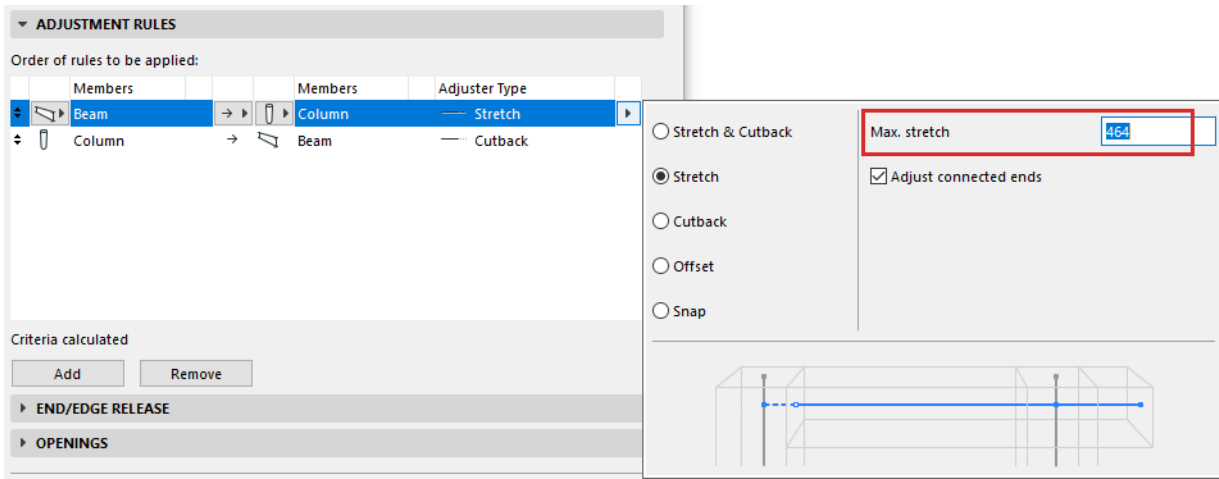 ADJUSTMENT RULES
Order of rules to be applied:
Members Members Adjuster Type
Beam Column Stretch
Column Beam Cutback
Criteria calculated
Add Remove
END/EDGE RELEASE
OPENINGS
Stretch & Cutback Max. stretch 464
Stretch Adjust connected ends
Cutback
Offset
Snap